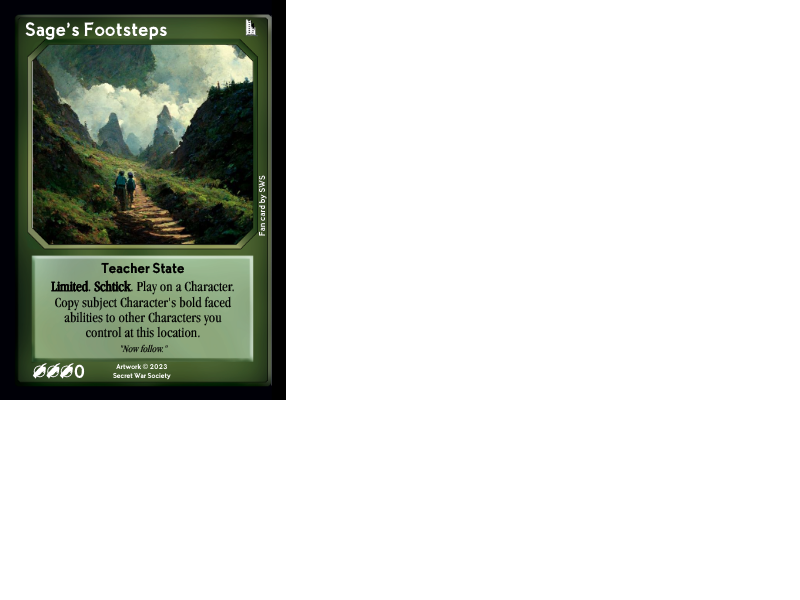 Sage's Footsteps
Fan card by SWS
Teacher State
Limited. Schtick. Play on a Character.
Copy subject Character's bold faced
abilities to other Characters you
control at this location.
"Now follow."
0
Artwork © 2023
Secret War Society